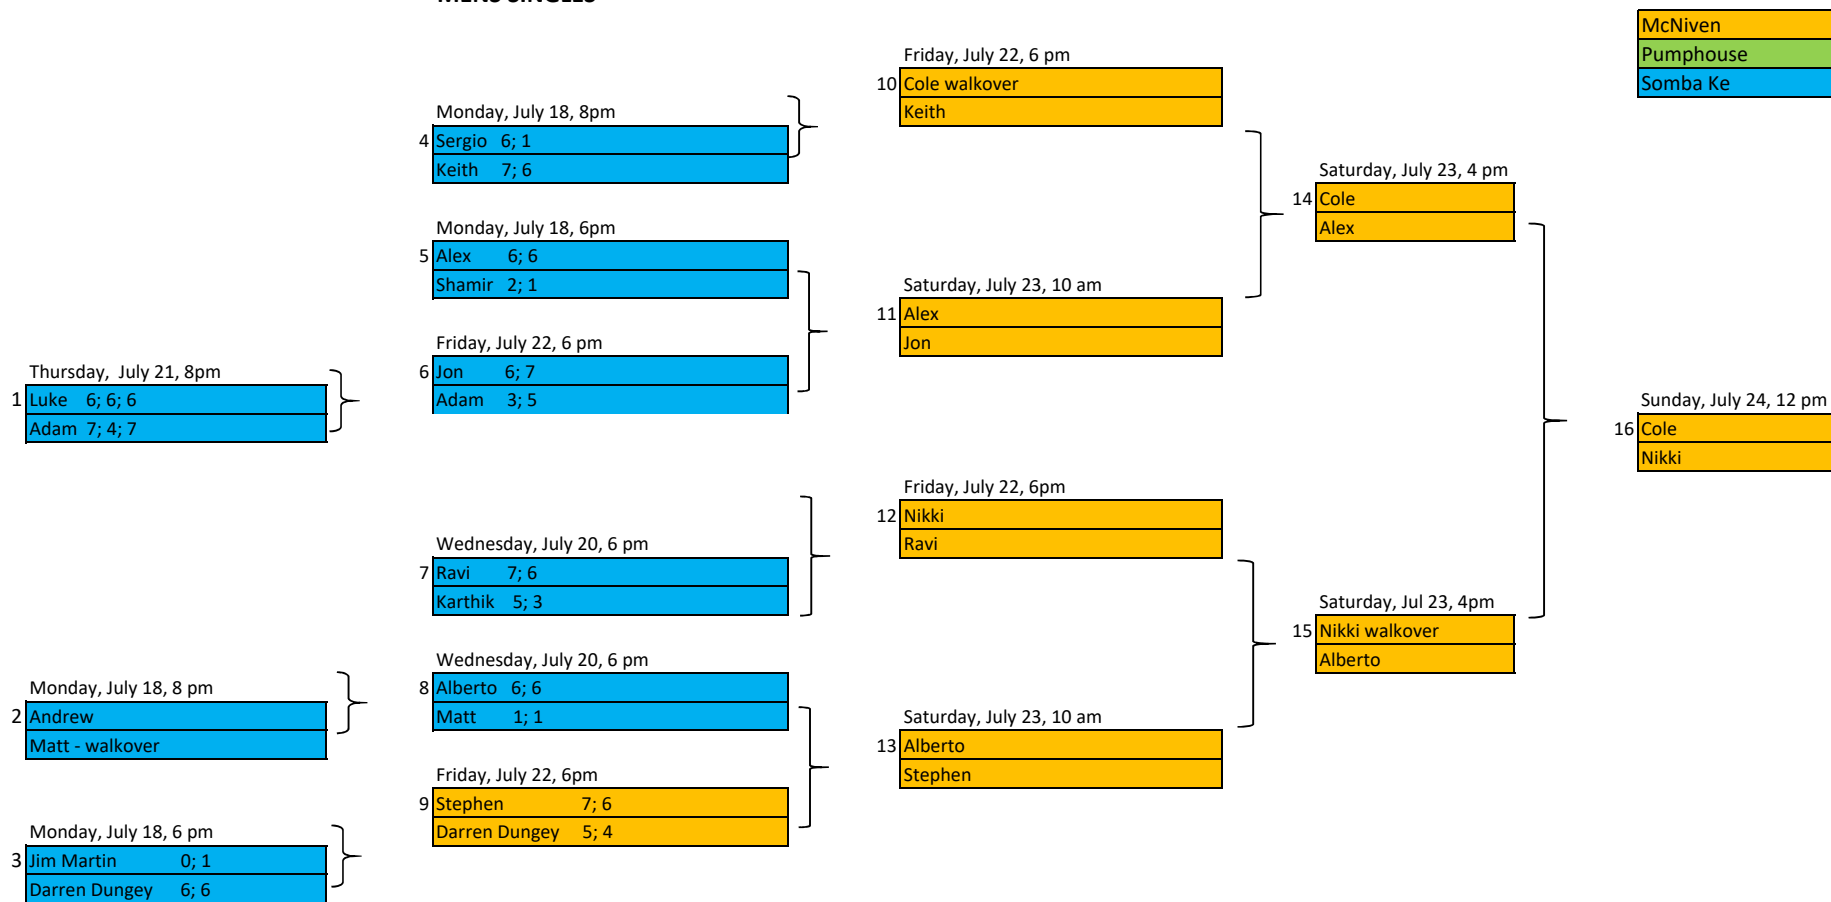 MENS SINGLES
McNiven
Pumphouse
Somba Ke
Thursday, July 21, 8pm
1 Luke 6; 6; 6
Adam 7; 4; 7
Monday, July 18, 8 pm
2 Andrew
Matt - walkover
Monday, July 18, 6 pm
3 Jim Martin 0; 1
Darren Dungey 6; 6
Monday, July 18, 8pm
4 Sergio 6; 1
Keith 7; 6
Monday, July 18, 6pm
5 Alex 6; 6
Shamir 2; 1
Friday, July 22, 6 pm
6 Jon 6; 7
Adam 3; 5
Wednesday, July 20, 6 pm
7 Ravi 7; 6
Karthik 5; 3
Wednesday, July 20, 6 pm
8 Alberto 6; 6
Matt 1; 1
Friday, July 22, 6pm
9 Stephen 7; 6
Darren Dungey 5; 4
Friday, July 22, 6 pm
10 Cole walkover
Keith
Saturday, July 23, 10 am
11 Alex
Jon
Friday, July 22, 6pm
12 Nikki
Ravi
Saturday, July 23, 10 am
13 Alberto
Stephen
Saturday, July 23, 4 pm
14 Cole
Alex
Saturday, Jul 23, 4pm
15 Nikki walkover
Alberto
Sunday, July 24, 12 pm
16 Cole
Nikki